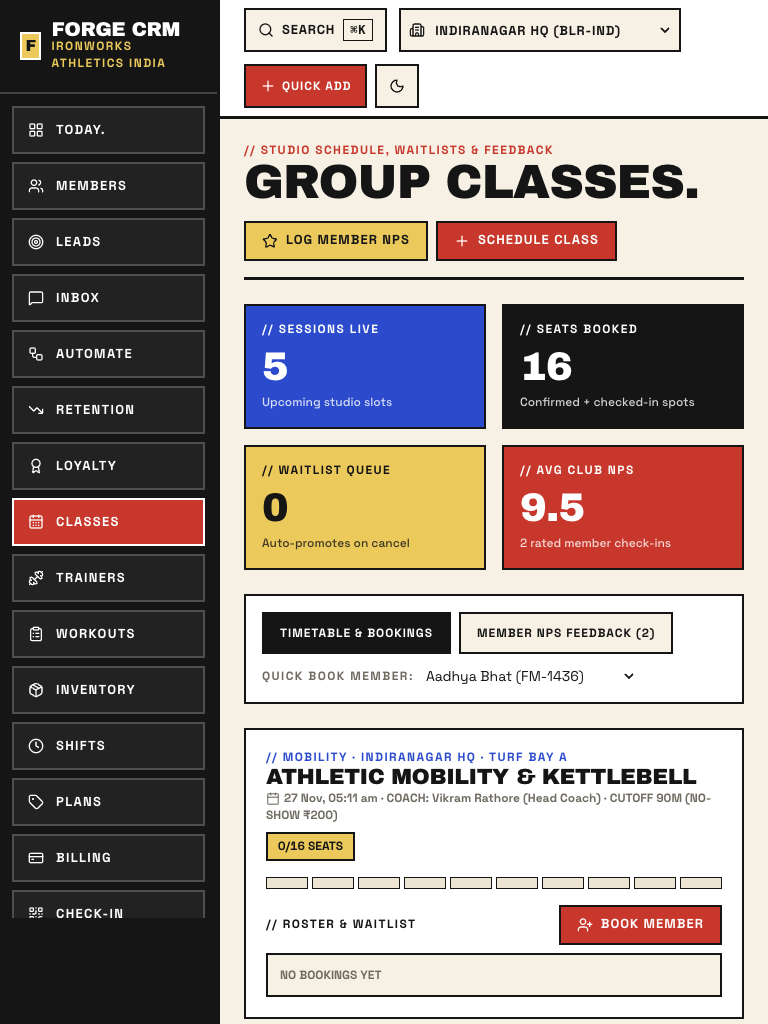 F
FORGE CRM
IRONWORKS
ATHLETICS INDIA
TODAY.
MEMBERS
LEADS
INBOX
AUTOMATE
RETENTION
LOYALTY
CLASSES
TRAINERS
WORKOUTS
INVENTORY
SHIFTS
PLANS
BILLING
CHECK-IN
SEARCH ⌘K
INDIRANAGAR HQ (BLR-IND)
QUICK ADD
// STUDIO SCHEDULE, WAITLISTS & FEEDBACK
GROUP CLASSES.
LOG MEMBER NPS
SCHEDULE CLASS
// SESSIONS LIVE
5
Upcoming studio slots
// SEATS BOOKED
16
Confirmed + checked-in spots
// WAITLIST QUEUE
0
Auto-promotes on cancel
// AVG CLUB NPS
9.5
2 rated member check-ins
TIMETABLE & BOOKINGS
MEMBER NPS FEEDBACK (2)
QUICK BOOK MEMBER: Aadhya Bhat (FM-1436)
// MOBILITY · INDIRANAGAR HQ · TURF BAY A
ATHLETIC MOBILITY & KETTLEBELL
27 Nov, 05:11 am · COACH: Vikram Rathore (Head Coach) · CUTOFF 90M (NO-
SHOW ₹200)
0/16 SEATS
// ROSTER & WAITLIST
BOOK MEMBER
NO BOOKINGS YET